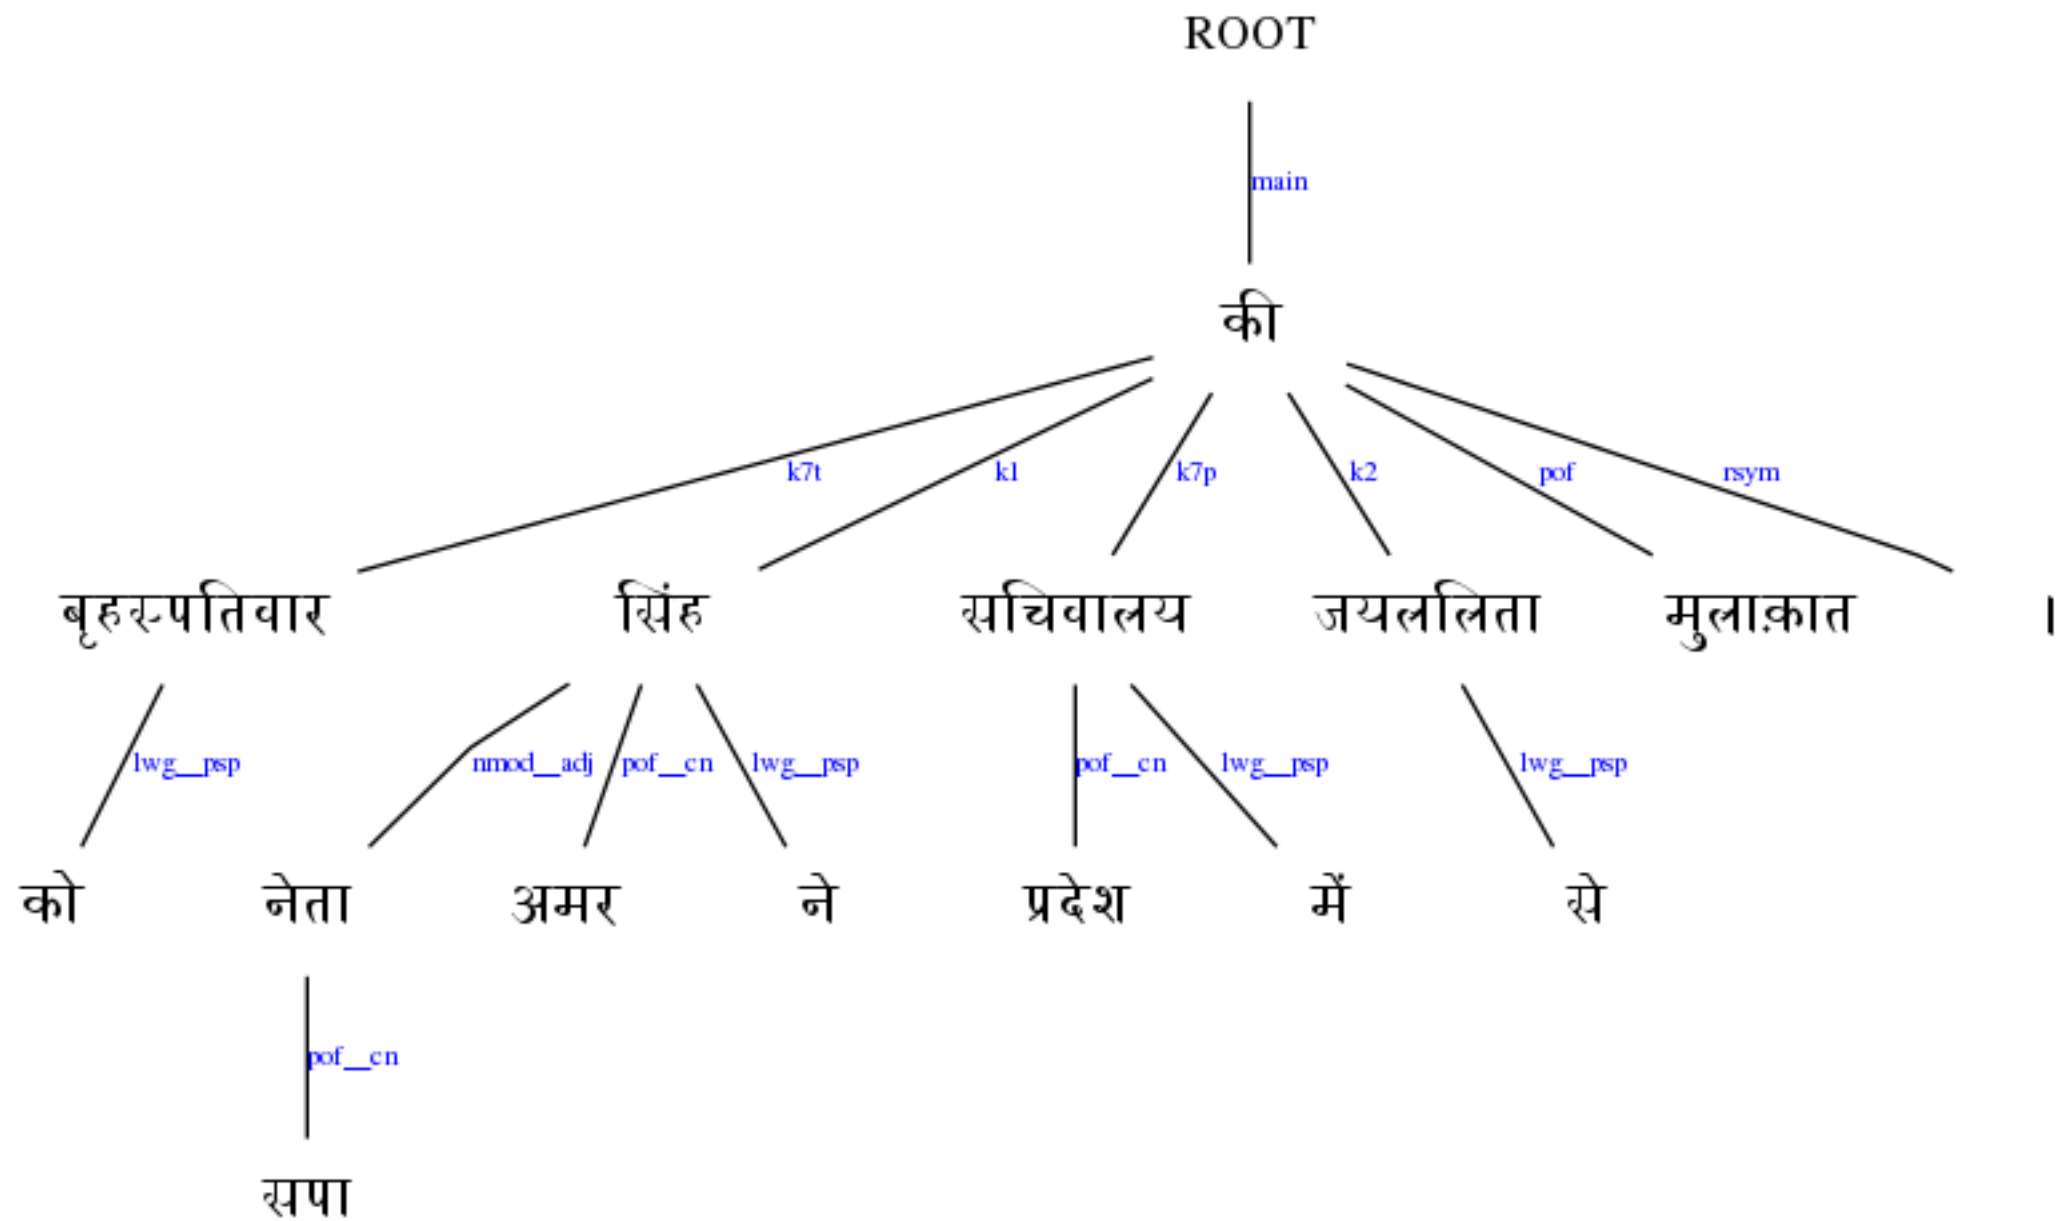 ROOT
main
की
k7t k1 k7p k2 pof rsym
बृहस्पतिवार सिंह सचिवालय जयललिता मुलाक़ात ।
lwg__psp nmod__adj pof__cn lwg__psp pof__cn lwg__psp lwg__psp
को नेता अमर ने प्रदेश में से
pof__cn
सपा